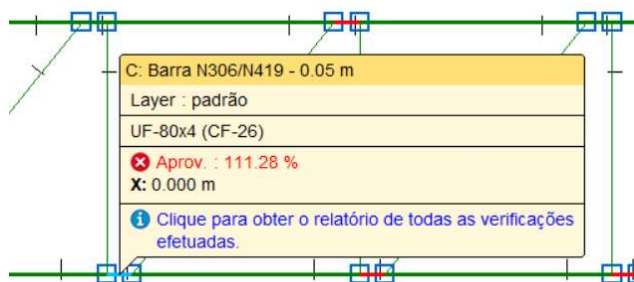 C: Barra N306/N419 - 0.05 m
Layer : padrão
UF-80x4 (CF-26)
Aprov. : 111.28 %
X: 0.000 m
Clique para obter o relatório de todas as verificações
efetuadas.